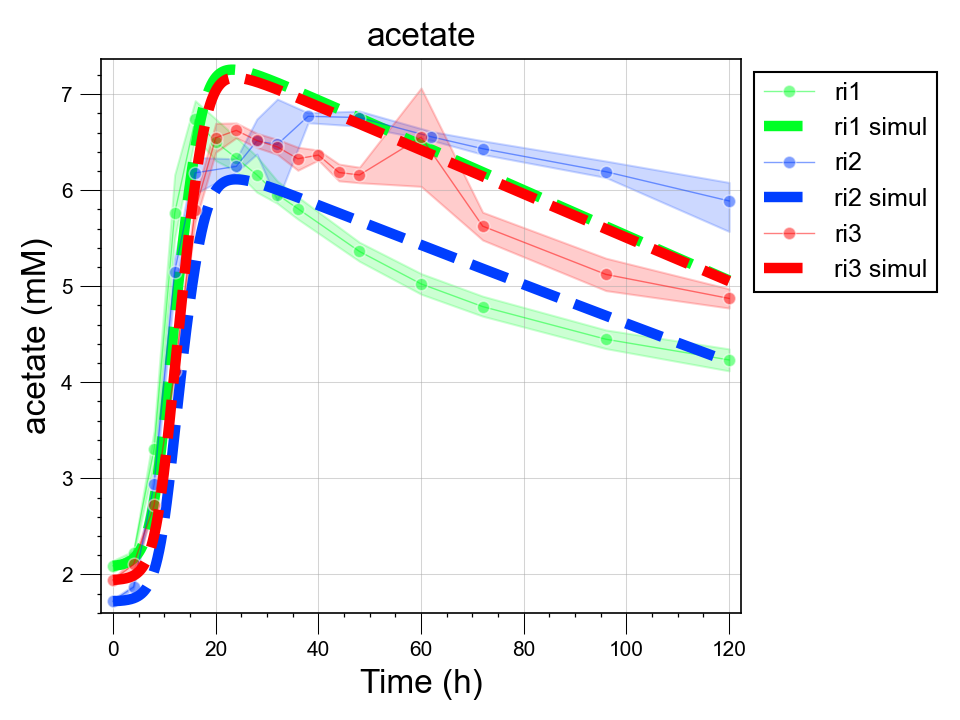 acetate
acetate (mM)
7
6
5
4
3
2
0 20 40 60 80 100 120
Time (h)
ri1
ri1 simul
ri2
ri2 simul
ri3
ri3 simul